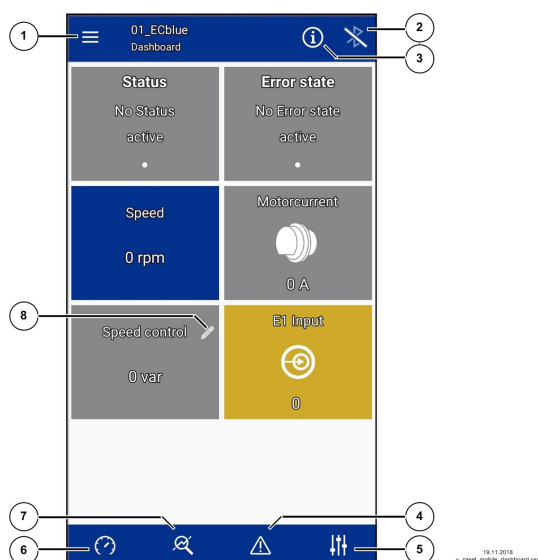 01_ECblue
Dashboard
1
2
3
Status
No Status
active
Error state
No Error state
active
Speed
0 rpm
Motorcurrent
0 A
8
Speed control
0 var
E1 Input
0
7
4
6
5
19.11.2018